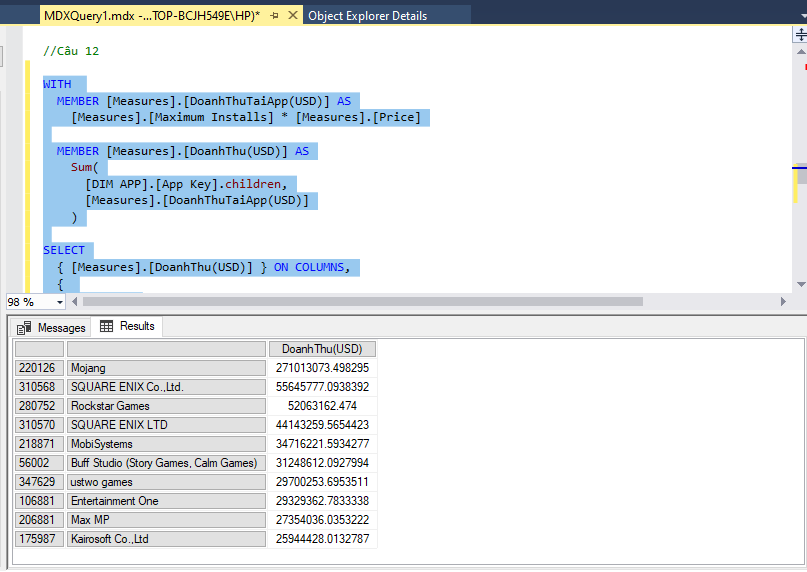 MDXQuery1.mdx -...TOP-BCJH549E\HP)*
Object Explorer Details
//Câu 12
WITH
MEMBER [Measures].[DoanhThuTaiApp(USD)] AS
[Measures].[Maximum Installs] * [Measures].[Price]
MEMBER [Measures].[DoanhThu(USD)] AS
Sum(
[DIM APP].[App Key].children,
[Measures].[DoanhThuTaiApp(USD)]
)
SELECT
{ [Measures].[DoanhThu(USD)] } ON COLUMNS,
{
98 %
Messages Results
DoanhThu(USD)
220126 Mojang 271013073.498295
310568 SQUARE ENIX Co.,Ltd. 55645777.0938392
280752 Rockstar Games 52063162.474
310570 SQUARE ENIX LTD 44143259.5654423
218871 MobiSystems 34716221.5934277
56002 Buff Studio (Story Games, Calm Games) 31248612.0927994
347629 ustwo games 29700253.6953511
106881 Entertainment One 29329362.7833338
206881 Max MP 27354036.0353222
175987 Kairosoft Co.,Ltd 25944428.0132787